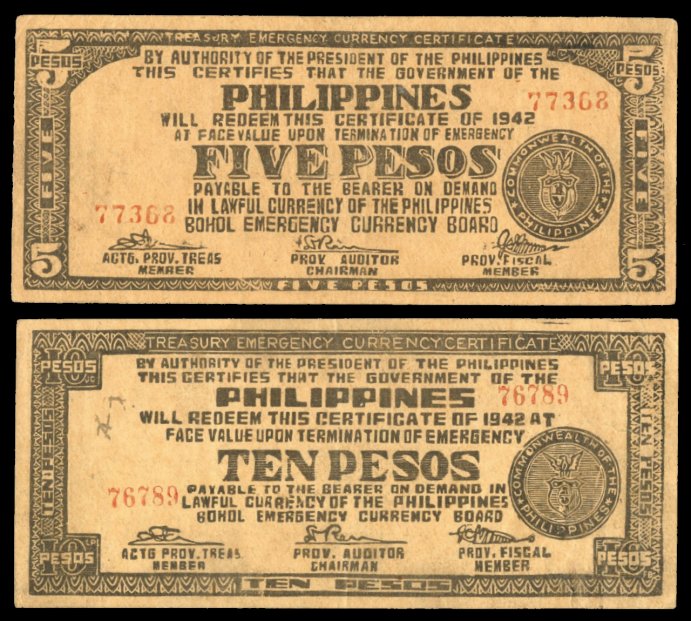 TREASURY EMERGENCY CURRENCY CERTIFICATE
5 PESOS
5 PESOS
BY AUTHORITY OF THE PRESIDENT OF THE PHILIPPINES
THIS CERTIFIES THAT THE GOVERNMENT OF THE
PHILIPPINES
77368
WILL REDEEM THIS CERTIFICATE OF 1942
AT FACE VALUE UPON TERMINATION OF EMERGENCY
FIVE
FIVE
FIVE PESOS
COMMONWEALTH OF THE PHILIPPINES
PAYABLE TO THE BEARER ON DEMAND
77368
IN LAWFUL CURRENCY OF THE PHILIPPINES
BOHOL EMERGENCY CURRENCY BOARD
ACTG. PROV. TREAS
MEMBER
PROV. AUDITOR
CHAIRMAN
PROV. FISCAL
MEMBER
5
5
FIVE PESOS
TREASURY EMERGENCY CURRENCY CERTIFICATE
10 PESOS
10 PESOS
BY AUTHORITY OF THE PRESIDENT OF THE PHILIPPINES
THIS CERTIFIES THAT THE GOVERNMENT OF THE
PHILIPPINES
76789
WILL REDEEM THIS CERTIFICATE OF 1942 AT
FACE VALUE UPON TERMINATION OF EMERGENCY
TEN PESOS
TEN PESOS
TEN PESOS
COMMONWEALTH OF THE PHILIPPINES
76789
PAYABLE TO THE BEARER ON DEMAND IN
LAWFUL CURRENCY OF THE PHILIPPINES
BOHOL EMERGENCY CURRENCY BOARD
ACTG PROV. TREAS
MEMBER
PROV. AUDITOR
CHAIRMAN
PROV. FISCAL
MEMBER
10 PESOS
10 PESOS
TEN PESOS